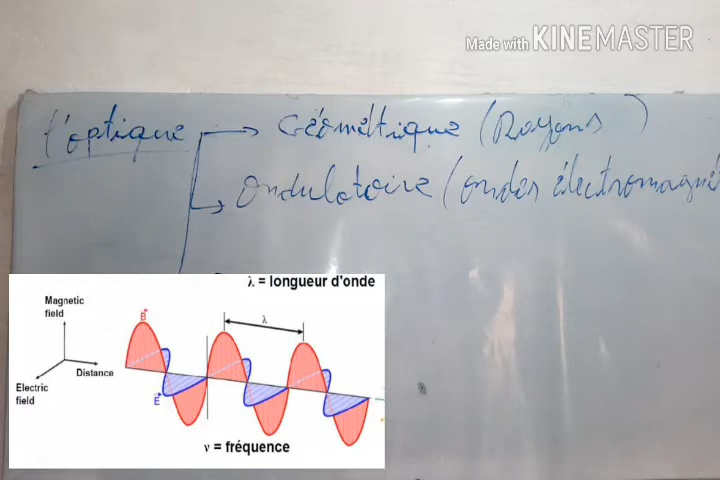 Made with KINEMASTER
l'optique → Géométrique (Rayons)
→ Ondulatoire (ondes électromagné
λ = longueur d'onde
Magnetic field
B
λ
Distance
Electric field
E
ν = fréquence